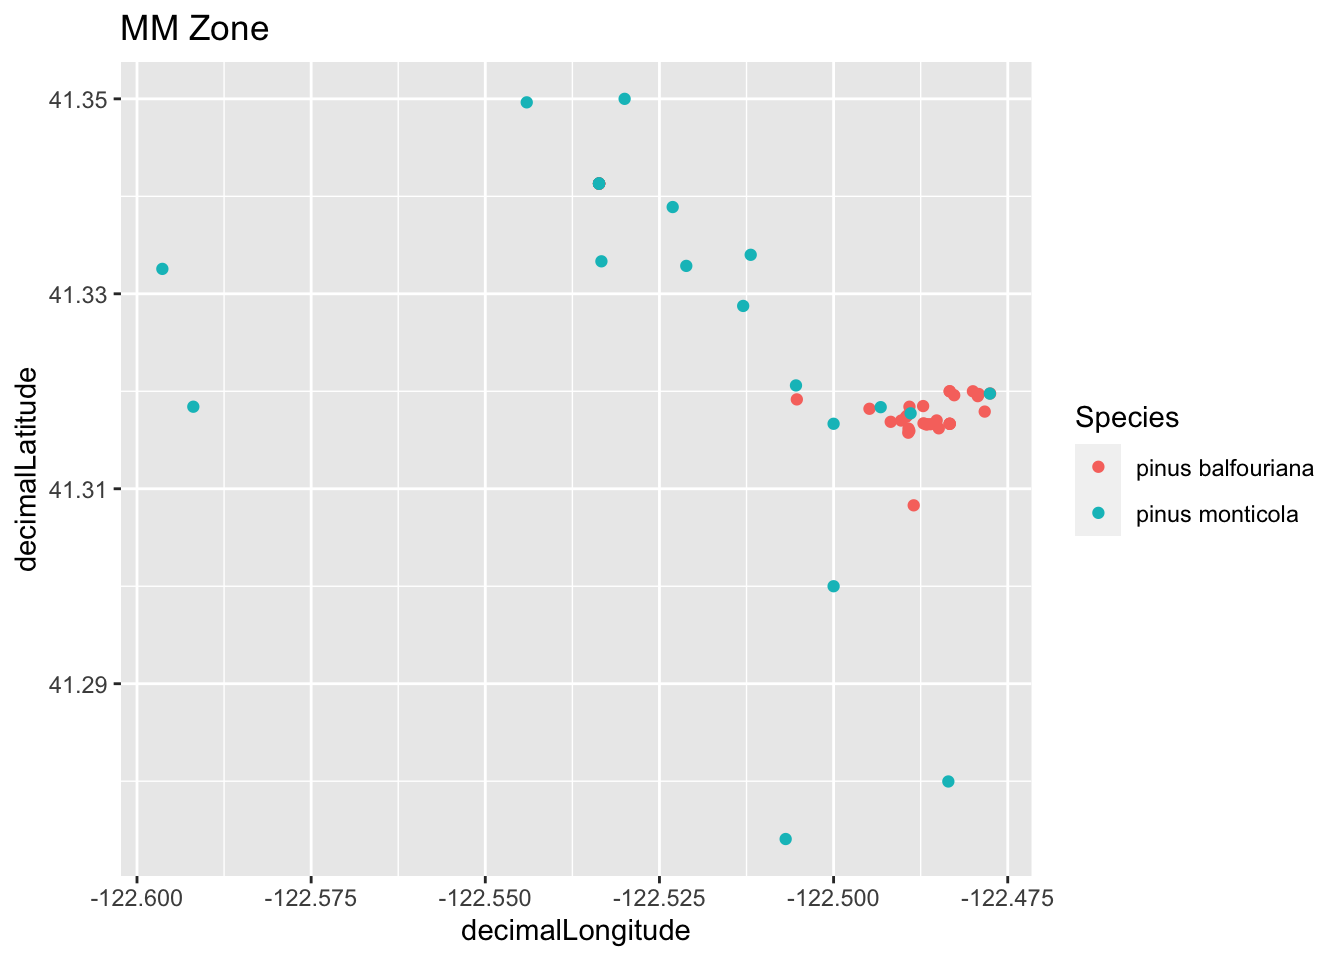 MM Zone
41.35
41.33
41.31
41.29
decimalLatitude
-122.600 -122.575 -122.550 -122.525 -122.500 -122.475
decimalLongitude
Species
pinus balfouriana
pinus monticola